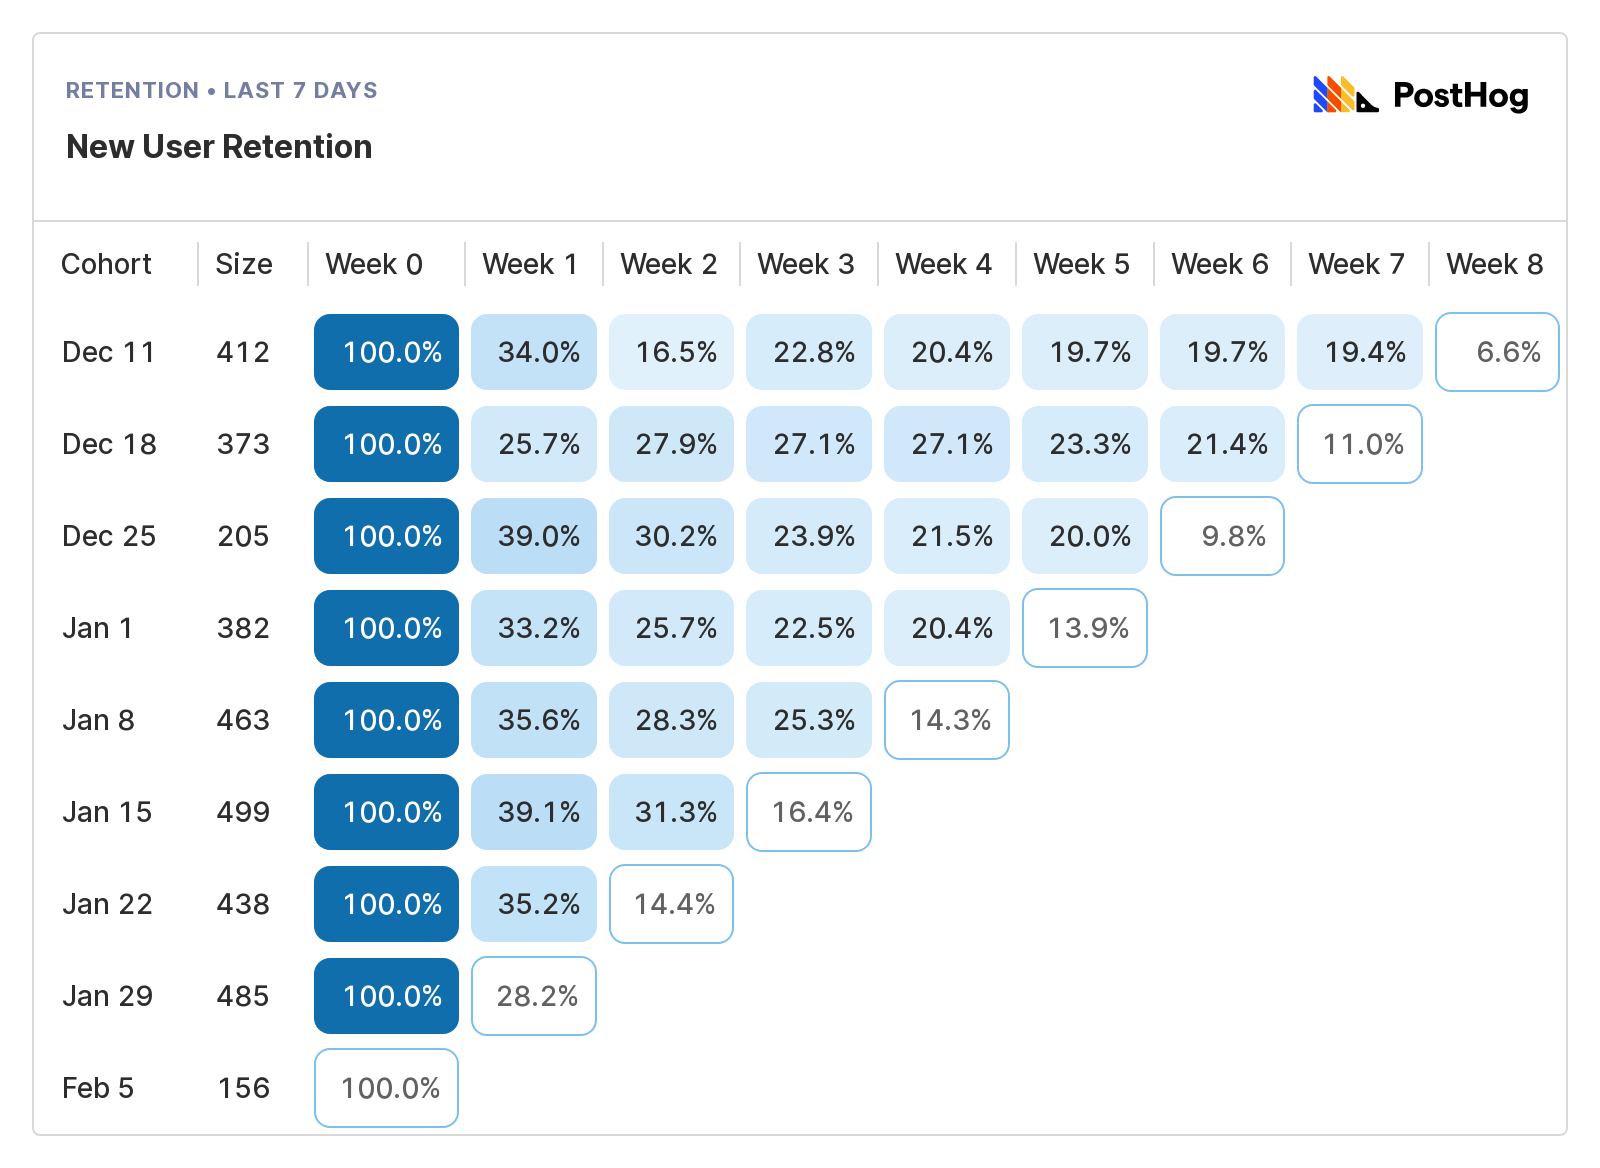 RETENTION • LAST 7 DAYS
PostHog
New User Retention
Cohort Size Week 0 Week 1 Week 2 Week 3 Week 4 Week 5 Week 6 Week 7 Week 8
Dec 11 412 100.0% 34.0% 16.5% 22.8% 20.4% 19.7% 19.7% 19.4% 6.6%
Dec 18 373 100.0% 25.7% 27.9% 27.1% 27.1% 23.3% 21.4% 11.0%
Dec 25 205 100.0% 39.0% 30.2% 23.9% 21.5% 20.0% 9.8%
Jan 1 382 100.0% 33.2% 25.7% 22.5% 20.4% 13.9%
Jan 8 463 100.0% 35.6% 28.3% 25.3% 14.3%
Jan 15 499 100.0% 39.1% 31.3% 16.4%
Jan 22 438 100.0% 35.2% 14.4%
Jan 29 485 100.0% 28.2%
Feb 5 156 100.0%